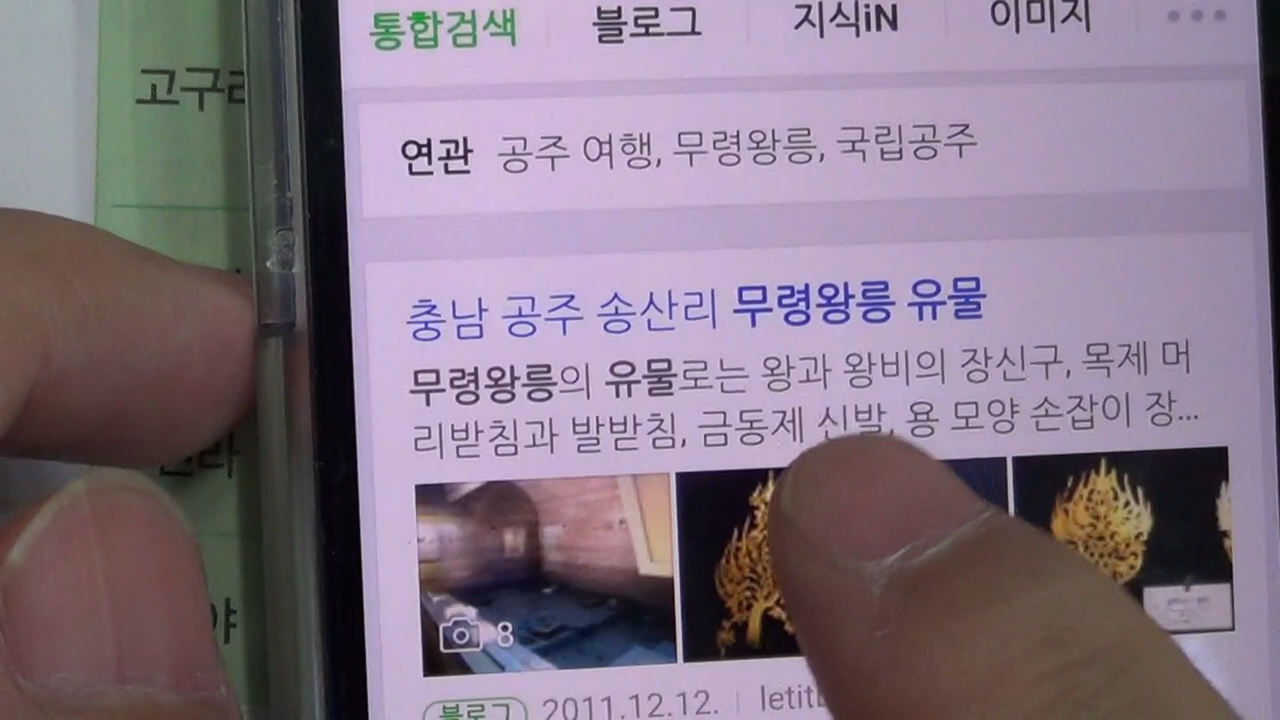 통합검색 블로그 지식iN 이미지
연관 공주 여행, 무령왕릉, 국립공주
충남 공주 송산리 무령왕릉 유물
무령왕릉의 유물로는 왕과 왕비의 장신구, 목제 머
리받침과 발받침, 금동제 신발, 용 모양 손잡이 장...
8
블로그 2011.12.12.